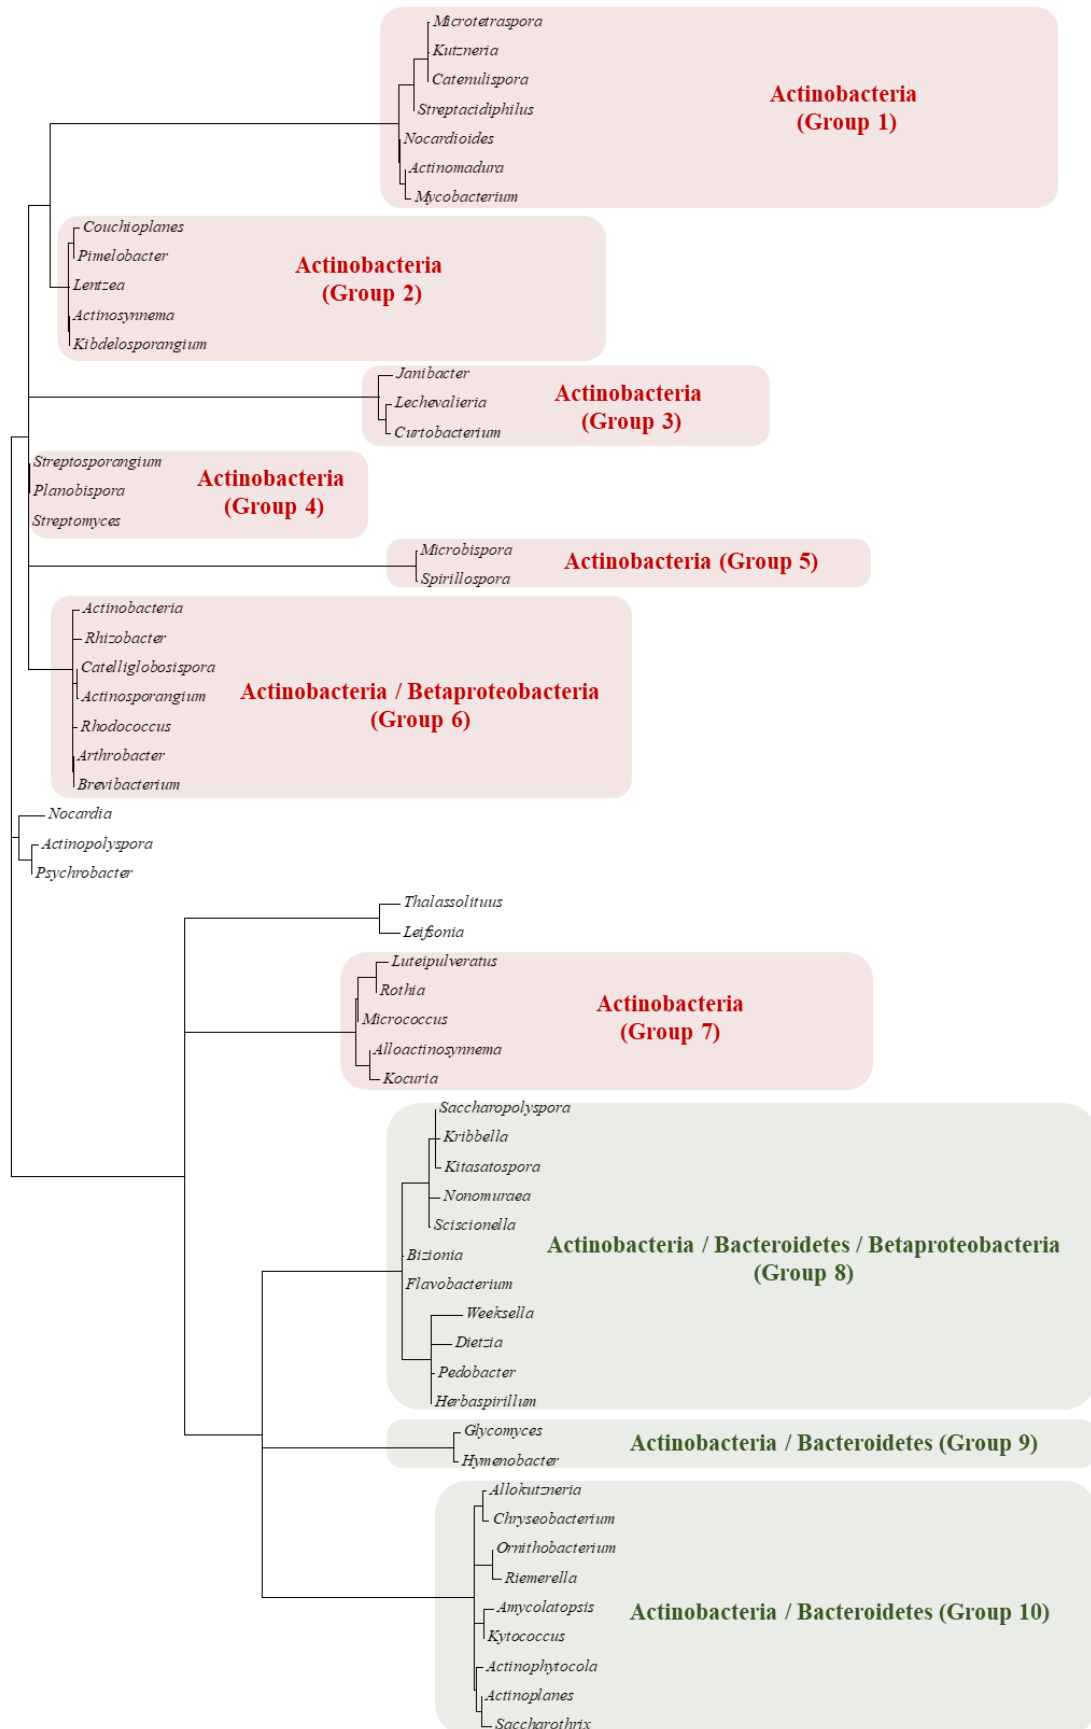 Microtetraspora
Kutzneria
Catenulispora
Streptacidiphilus
Nocardioides
Actinomadura
Mycobacterium
Actinobacteria
(Group 1)
Couchioplanes
Pimelobacter
Lentzea
Actinosynnema
Kibdelosporangium
Actinobacteria
(Group 2)
Janibacter
Lechevalieria
Curtobacterium
Actinobacteria
(Group 3)
Streptosporangium
Planobispora
Streptomyces
Actinobacteria
(Group 4)
Microbispora
Spirillospora
Actinobacteria (Group 5)
Actinobacteria
Rhizobacter
Catelliglobosispora
Actinosporangium
Rhodococcus
Arthrobacter
Brevibacterium
Actinobacteria / Betaproteobacteria
(Group 6)
Nocardia
Actinopolyspora
Psychrobacter
Thalassolituus
Leifsonia
Luteipulveratus
Rothia
Micrococcus
Alloactinosynnema
Kocuria
Actinobacteria
(Group 7)
Saccharopolyspora
Kribbella
Kitasatospora
Nonomuraea
Sciscionella
Bizionia
Flavobacterium
Weeksella
Dietzia
Pedobacter
Herbaspirillum
Actinobacteria / Bacteroidetes / Betaproteobacteria
(Group 8)
Glycomyces
Hymenobacter
Actinobacteria / Bacteroidetes (Group 9)
Allokutzneria
Chryseobacterium
Ornithobacterium
Riemerella
Amycolatopsis
Kytococcus
Actinophytocola
Actinoplanes
Saccharothrix
Actinobacteria / Bacteroidetes (Group 10)